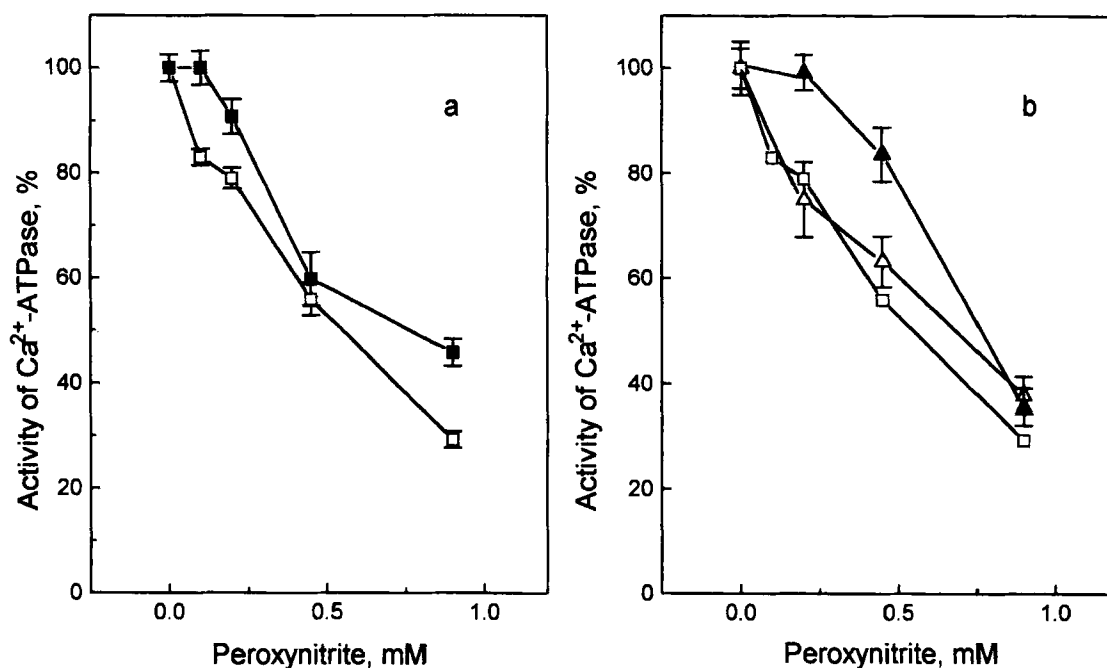 a
Activity of Ca²⁺-ATPase, %
100
80
60
40
20
0
0.0 0.5 1.0
Peroxynitrite, mM
b
Activity of Ca²⁺-ATPase, %
100
80
60
40
20
0
0.0 0.5 1.0
Peroxynitrite, mM